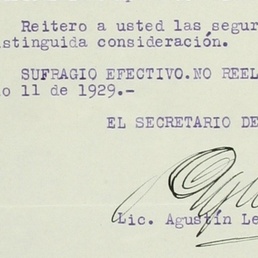 Reitero a usted las segur
stinguida consideración.
SUFRAGIO EFECTIVO.NO REEL
o 11 de 1929.-
EL SECRETARIO DE
Lic. Agustín Le